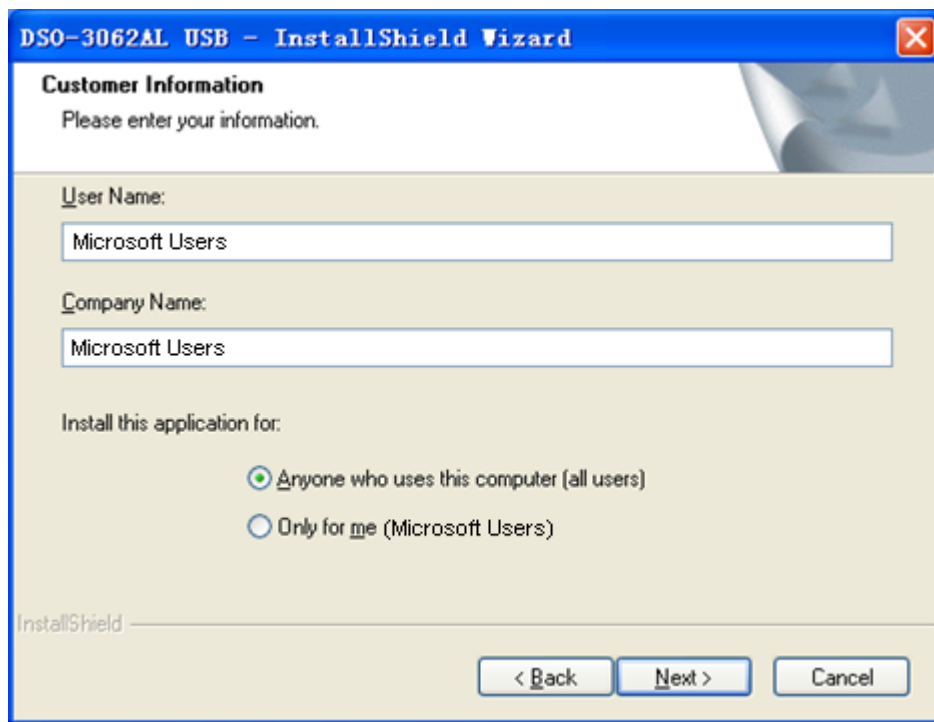 DSO-3062AL USB - InstallShield Wizard
Customer Information
Please enter your information.
User Name:
Microsoft Users
Company Name:
Microsoft Users
Install this application for:
Anyone who uses this computer (all users)
Only for me (Microsoft Users)
InstallShield
< Back Next > Cancel